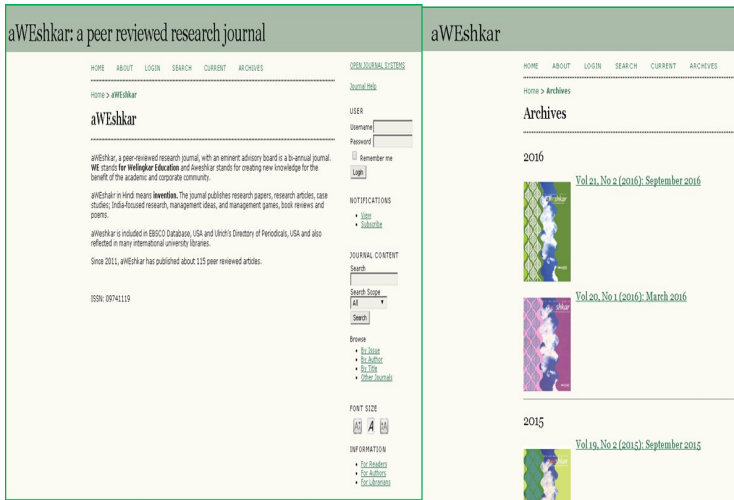 aWEshkar: a peer reviewed research journal
HOME ABOUT LOGIN SEARCH CURRENT ARCHIVES
Home > aWEshkar
aWEshkar
aWEshkar, a peer-reviewed research journal, with an eminent advisory board is a bi-annual journal.
WE stands for Welingkar Education and Aweshkar stands for creating new knowledge for the
benefit of the academic and corporate community.
aWEshakr in Hindi means invention. The journal publishes research papers, research articles, case
studies; India-focused research, management ideas, and management games, book reviews and
poems.
aWeshkar is included in EBSCO Database, USA and Ulrich's Directory of Periodicals, USA and also
reflected in many international university libraries.
Since 2011, aWEshkar has published about 115 peer reviewed articles.
ISSN: 09741119
OPEN JOURNAL SYSTEMS
Journal Help
USER
Username
Password
Remember me
Login
NOTIFICATIONS
View
Subscribe
JOURNAL CONTENT
Search
Search Scope
All
Search
Browse
By Issue
By Author
By Title
Other Journals
FONT SIZE
A A A
INFORMATION
For Readers
For Authors
For Librarians
aWEshkar
HOME ABOUT LOGIN SEARCH CURRENT ARCHIVES
Home > Archives
Archives
2016
Vol 21, No 2 (2016): September 2016
Vol 20, No 1 (2016): March 2016
shkar
2015
Vol 19, No 2 (2015): September 2015